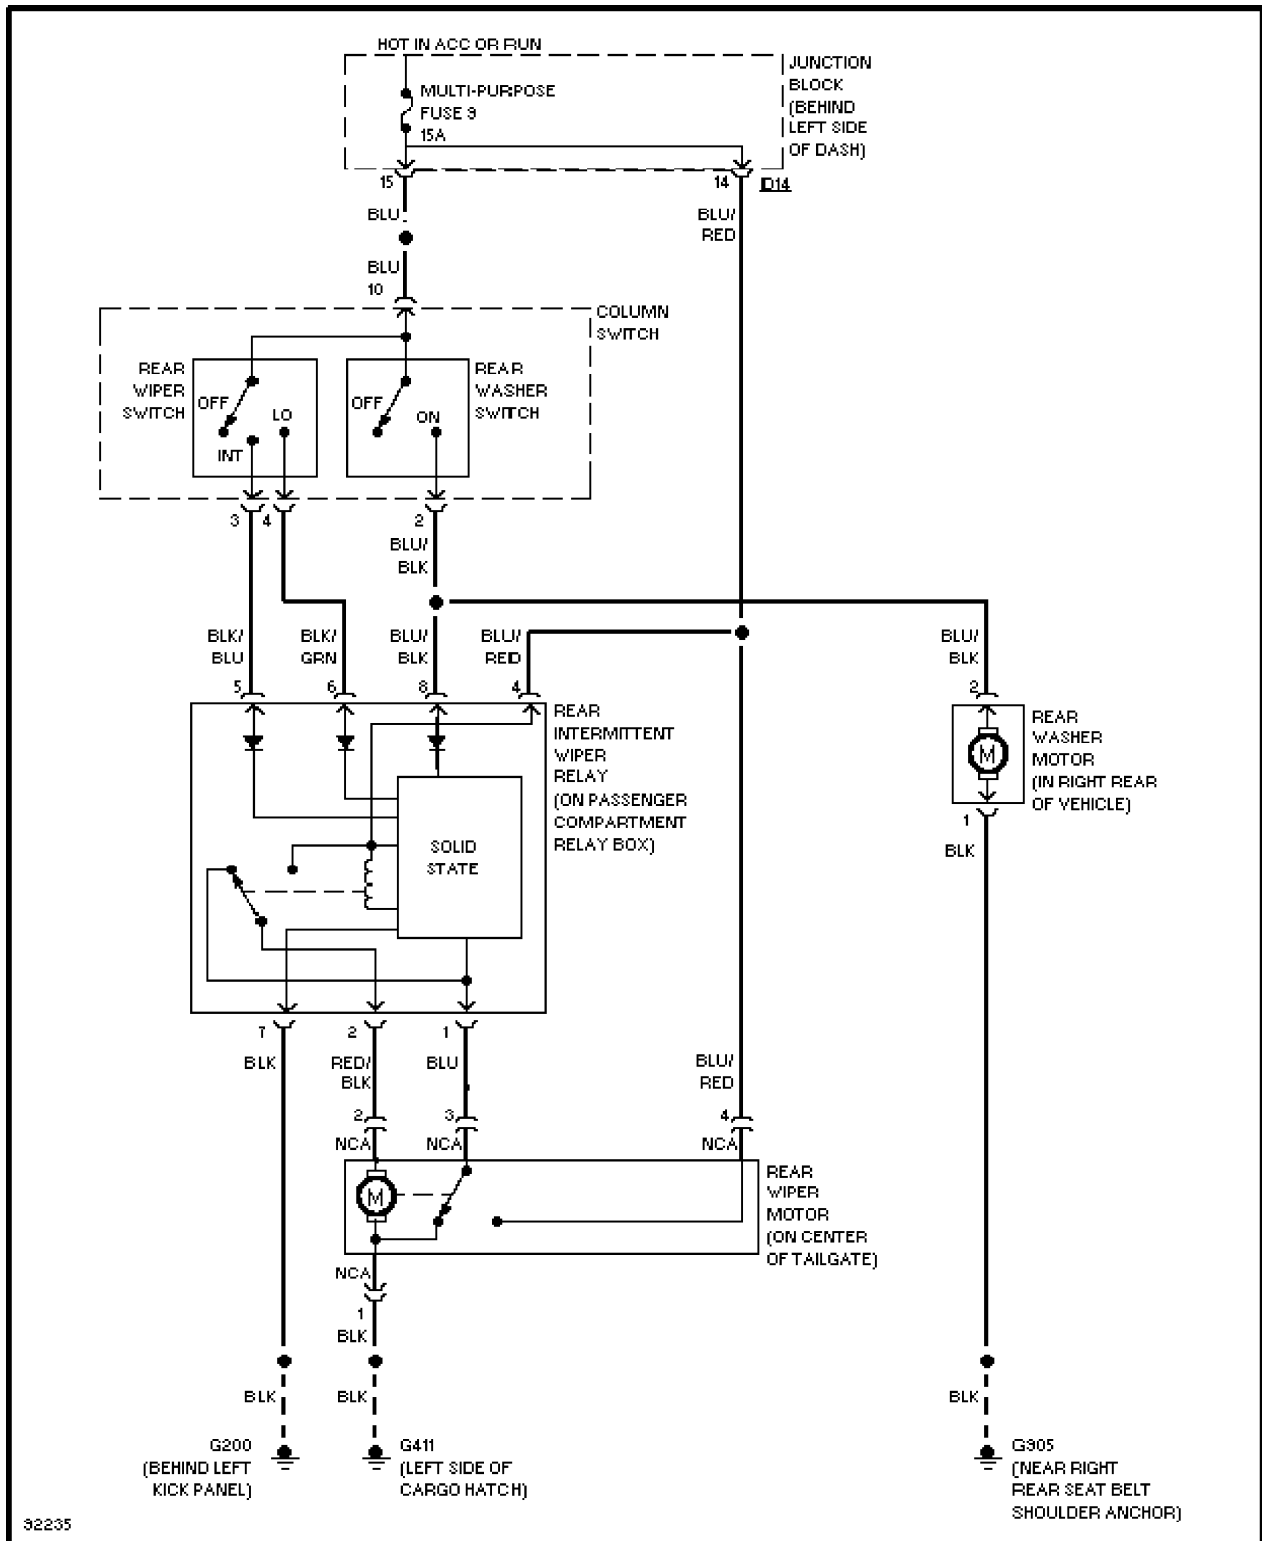 HOT IN ACC OR RUN
JUNCTION
BLOCK
(BEHIND
LEFT SIDE
OF DASH)
MULTI-PURPOSE
FUSE 9
15A
15
14
D14
BLU
BLU/
RED
BLU
10
COLUMN
SWITCH
REAR
WIPER
SWITCH
OFF
LO
INT
OFF
ON
REAR
WASHER
SWITCH
3
4
2
BLU/
BLK
BLK/
BLU
BLK/
GRN
BLU/
BLK
BLU/
RED
BLU/
BLK
5
6
8
4
2
REAR
INTERMITTENT
WIPER
RELAY
(ON PASSENGER
COMPARTMENT
RELAY BOX)
SOLID
STATE
REAR
WASHER
MOTOR
(IN RIGHT REAR
OF VEHICLE)
M
1
BLK
7
2
1
BLK
RED/
BLK
BLU
BLU/
RED
2
3
4
NCA
NCA
NCA
M
REAR
WIPER
MOTOR
(ON CENTER
OF TAILGATE)
NCA
1
BLK
BLK
BLK
BLK
G200
(BEHIND LEFT
KICK PANEL)
G411
(LEFT SIDE OF
CARGO HATCH)
G905
(NEAR RIGHT
REAR SEAT BELT
SHOULDER ANCHOR)
92235